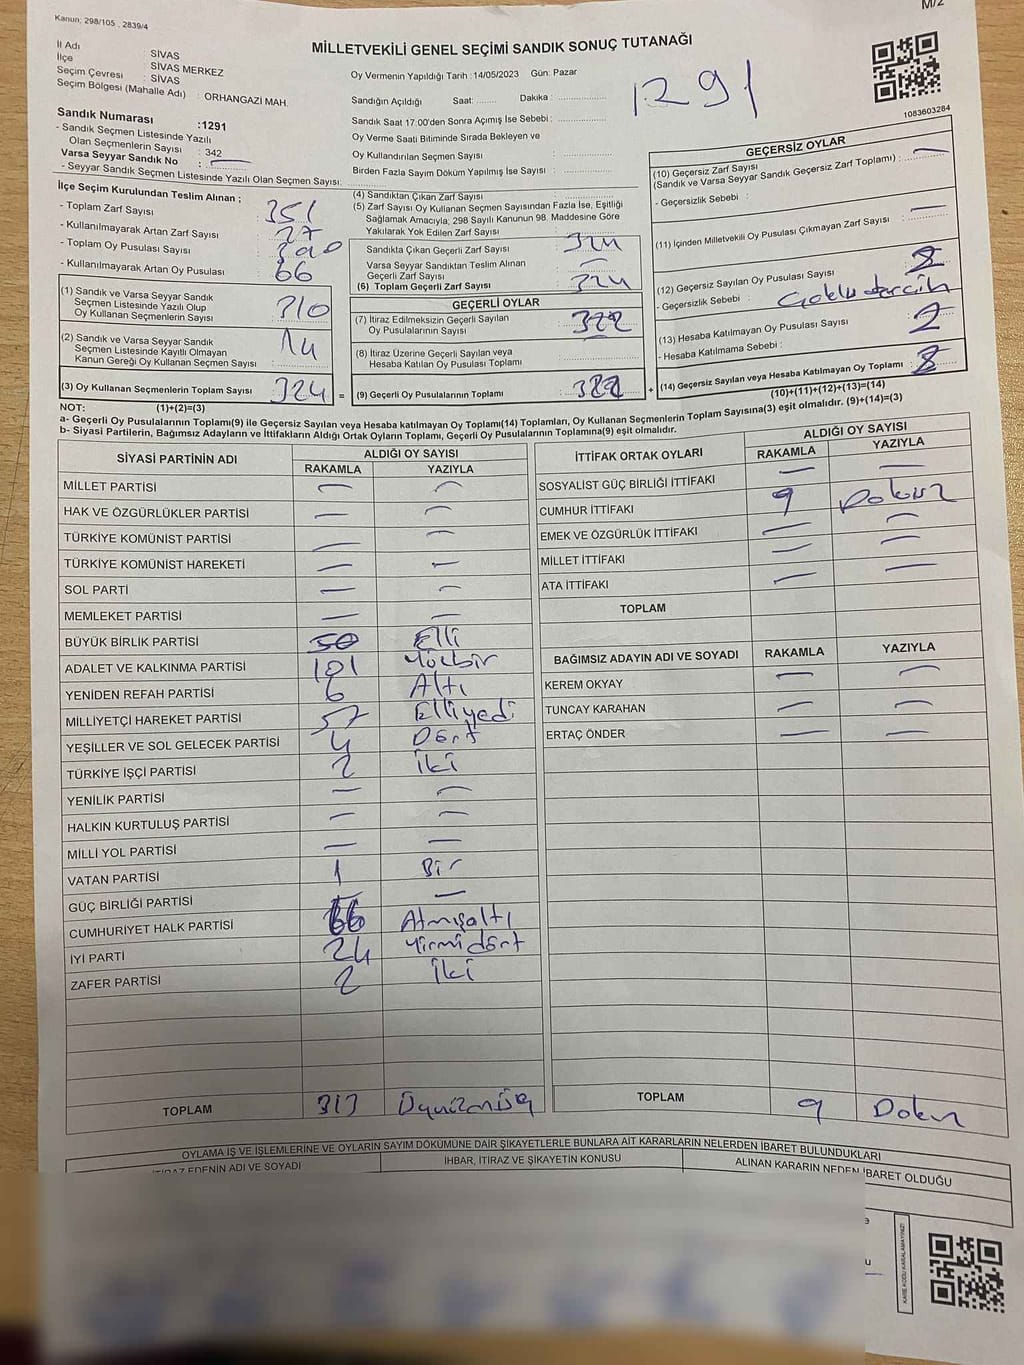 Kanun; 298/105 , 2839/4
M/2
MİLLETVEKİLİ GENEL SEÇİMİ SANDIK SONUÇ TUTANAĞI
İl Adı : SİVAS
İlçe : SİVAS MERKEZ
Seçim Çevresi : SİVAS
Seçim Bölgesi (Mahalle Adı) : ORHANGAZİ MAH.
Oy Vermenin Yapıldığı Tarih :14/05/2023 Gün: Pazar
Sandığın Açıldığı Saat:........ Dakika : ..................
1291
1083603284
Sandık Numarası :1291
- Sandık Seçmen Listesinde Yazılı
Olan Seçmenlerin Sayısı : 342
Varsa Seyyar Sandık No : —
- Seyyar Sandık Seçmen Listesinde Yazılı Olan Seçmen Sayısı:
Sandık Saat 17:00'den Sonra Açımış İse Sebebi : ..................
Oy Verme Saati Bitiminde Sırada Bekleyen ve
Oy Kullandırılan Seçmen Sayısı
Birden Fazla Sayım Döküm Yapılmış İse Sayısı :
İlçe Seçim Kurulundan Teslim Alınan ;
- Toplam Zarf Sayısı : 351
- Kullanılmayarak Artan Zarf Sayısı : 27
- Toplam Oy Pusulası Sayısı : 390
- Kullanılmayarak Artan Oy Pusulası : 66
(1) Sandık ve Varsa Seyyar Sandık
Seçmen Listesinde Yazılı Olup
Oy Kullanan Seçmenlerin Sayısı : 310
(2) Sandık ve Varsa Seyyar Sandık
Seçmen Listesinde Kayıtlı Olmayan
Kanun Gereği Oy Kullanan Seçmen Sayısı : 14
(3) Oy Kullanan Seçmenlerin Toplam Sayısı : 324
(4) Sandıktan Çıkan Zarf Sayısı
(5) Zarf Sayısı Oy Kullanan Seçmen Sayısından Fazla İse, Eşitliği
Sağlamak Amacıyla, 298 Sayılı Kanunun 98. Maddesine Göre
Yakılarak Yok Edilen Zarf Sayısı
Sandıkta Çıkan Geçerli Zarf Sayısı : 324
Varsa Seyyar Sandıktan Teslim Alınan
Geçerli Zarf Sayısı : —
(6) Toplam Geçerli Zarf Sayısı : 324
GEÇERLİ OYLAR
(7) İtiraz Edilmeksizin Geçerli Sayılan
Oy Pusulalarının Sayısı : 322
(8) İtiraz Üzerine Geçerli Sayılan veya
Hesaba Katılan Oy Pusulası Toplamı
= (9) Geçerli Oy Pusulalarının Toplamı : 322
GEÇERSİZ OYLAR
(10) Geçersiz Zarf Sayısı
(Sandık ve Varsa Seyyar Sandık Geçersiz Zarf Toplamı) : —
- Geçersizlik Sebebi :
(11) İçinden Milletvekili Oy Pusulası Çıkmayan Zarf Sayısı : —
(12) Geçersiz Sayılan Oy Pusulası Sayısı
- Geçersizlik Sebebi :
(13) Hesaba Katılmayan Oy Pusulası Sayısı : 2
- Hesaba Katılmama Sebebi :
+ (14) Geçersiz Sayılan veya Hesaba Katılmayan Oy Toplamı :
(10)+(11)+(12)+(13)=(14)
NOT: (1)+(2)=(3)
a- Geçerli Oy Pusulalarının Toplamı(9) ile Geçersiz Sayılan veya Hesaba katılmayan Oy Toplamı(14) Toplamları, Oy Kullanan Seçmenlerin Toplam Sayısına(3) eşit olmalıdır. (9)+(14)=(3)
b- Siyasi Partilerin, Bağımsız Adayların ve İttifakların Aldığı Ortak Oyların Toplamı, Geçerli Oy Pusulalarının Toplamına(9) eşit olmalıdır.
SİYASİ PARTİNİN ADI ALDIĞI OY SAYISI
RAKAMLA YAZIYLA
MİLLET PARTİSİ — —
HAK VE ÖZGÜRLÜKLER PARTİSİ — —
TÜRKİYE KOMÜNİST PARTİSİ — —
TÜRKİYE KOMÜNİST HAREKETİ — —
SOL PARTİ — —
MEMLEKET PARTİSİ — —
BÜYÜK BİRLİK PARTİSİ 50 Elli
ADALET VE KALKINMA PARTİSİ 101 Yüzbir
YENİDEN REFAH PARTİSİ 6 Altı
MİLLİYETÇİ HAREKET PARTİSİ 57 Elliyedi
YEŞİLLER VE SOL GELECEK PARTİSİ 4 Dört
TÜRKİYE İŞÇİ PARTİSİ 2 İki
YENİLİK PARTİSİ — —
HALKIN KURTULUŞ PARTİSİ — —
MİLLİ YOL PARTİSİ — —
VATAN PARTİSİ 1 Bir
GÜÇ BİRLİĞİ PARTİSİ — —
CUMHURİYET HALK PARTİSİ 66 Atmışaltı
İYİ PARTİ 24 Yirmidört
ZAFER PARTİSİ 2 İki
TOPLAM 313
İTTİFAK ORTAK OYLARI ALDIĞI OY SAYISI
RAKAMLA YAZIYLA
SOSYALİST GÜÇ BİRLİĞİ İTTİFAKI — —
CUMHUR İTTİFAKI 9 Dokuz
EMEK VE ÖZGÜRLÜK İTTİFAKI — —
MİLLET İTTİFAKI — —
ATA İTTİFAKI — —
TOPLAM
BAĞIMSIZ ADAYIN ADI VE SOYADI RAKAMLA YAZIYLA
KEREM OKYAY — —
TUNCAY KARAHAN — —
ERTAÇ ÖNDER — —
TOPLAM 9
OYLAMA İŞ VE İŞLEMLERİNE VE OYLARIN SAYIM DÖKÜMÜNE DAİR ŞİKAYETLERLE BUNLARA AİT KARARLARIN NELERDEN İBARET BULUNDUKLARI
İTİRAZ EDENİN ADI VE SOYADI İHBAR, İTİRAZ VE ŞİKAYETİN KONUSU ALINAN KARARIN NEDEN İBARET OLDUĞU
KARE KODU KARALAMAYINIZ!